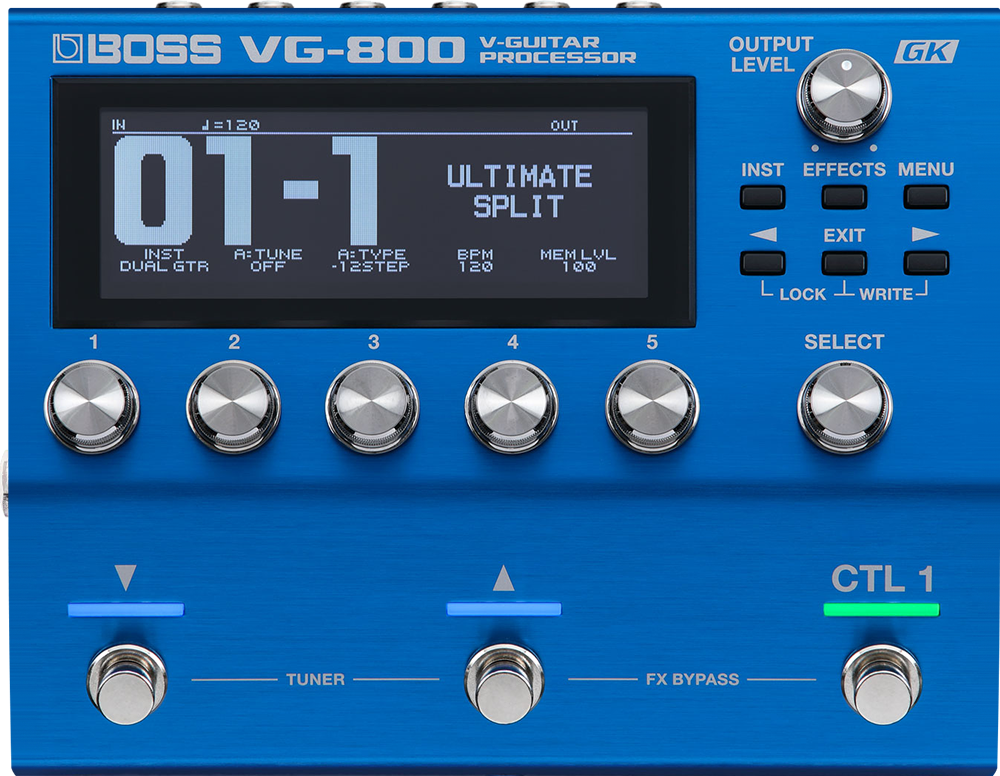 BOSS VG-800 V-GUITAR PROCESSOR
OUTPUT LEVEL
GK
IN ♩=120 OUT
01-1
ULTIMATE
SPLIT
INST A:TUNE A:TYPE BPM MEM LVL
DUAL GTR OFF -12STEP 120 100
INST EFFECTS MENU
◀ EXIT ▶
LOCK WRITE
1 2 3 4 5 SELECT
▼ ▲ CTL 1
TUNER FX BYPASS